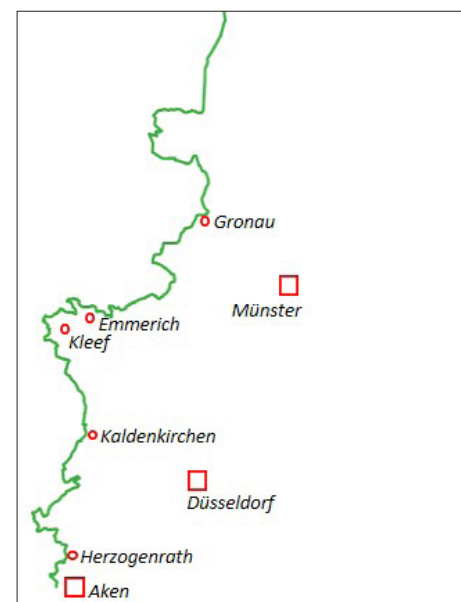 Gronau
Münster
Emmerich
Kleef
Kaldenkirchen
Düsseldorf
Herzogenrath
Aken